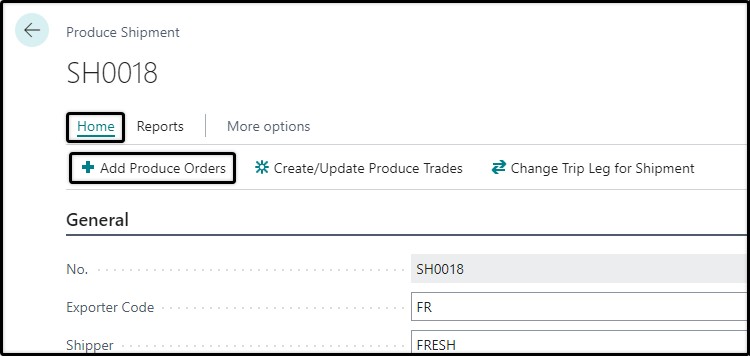 Produce Shipment
SH0018
Home Reports More options
Add Produce Orders Create/Update Produce Trades Change Trip Leg for Shipment
General
No. SH0018
Exporter Code FR
Shipper FRESH